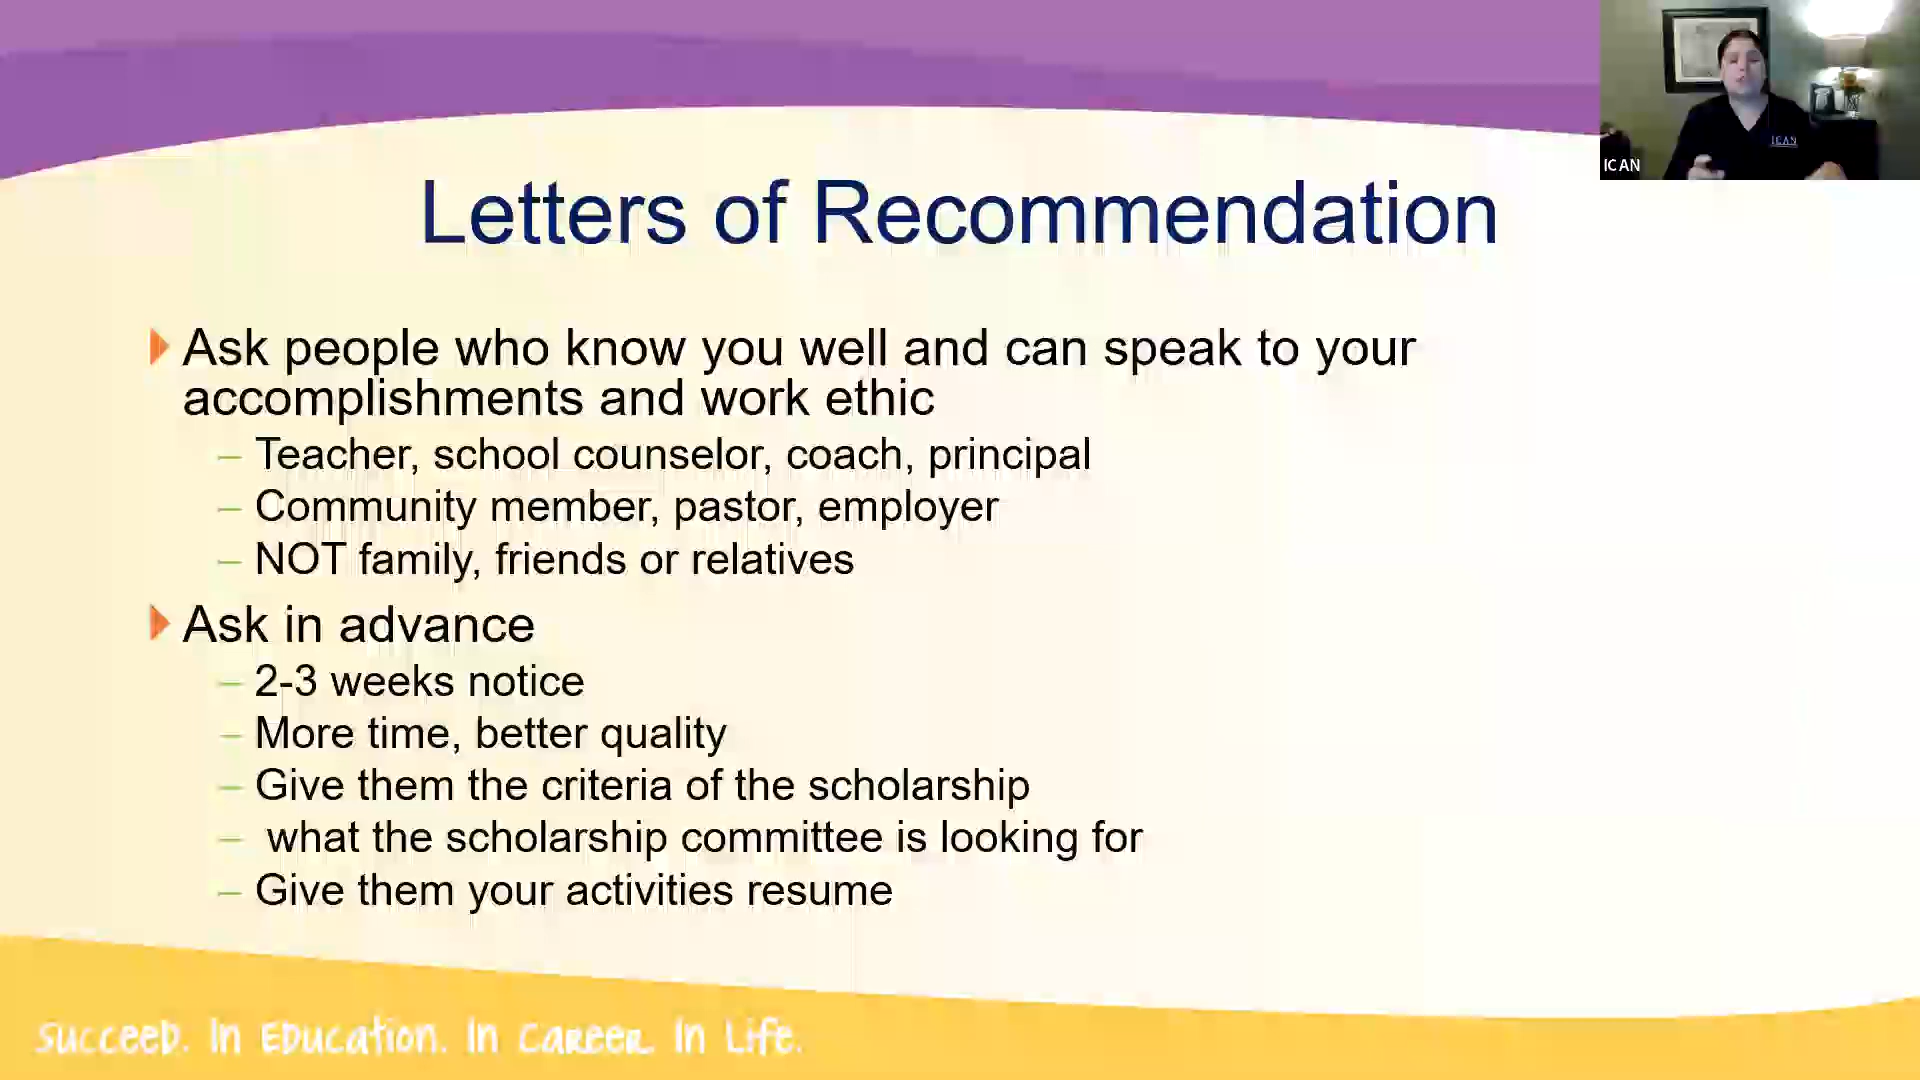 ICAN
ICAN
Letters of Recommendation
Ask people who know you well and can speak to your
accomplishments and work ethic
– Teacher, school counselor, coach, principal
– Community member, pastor, employer
– NOT family, friends or relatives
Ask in advance
– 2-3 weeks notice
– More time, better quality
– Give them the criteria of the scholarship
– what the scholarship committee is looking for
– Give them your activities resume
Succeed. In Education. In Career. In Life.